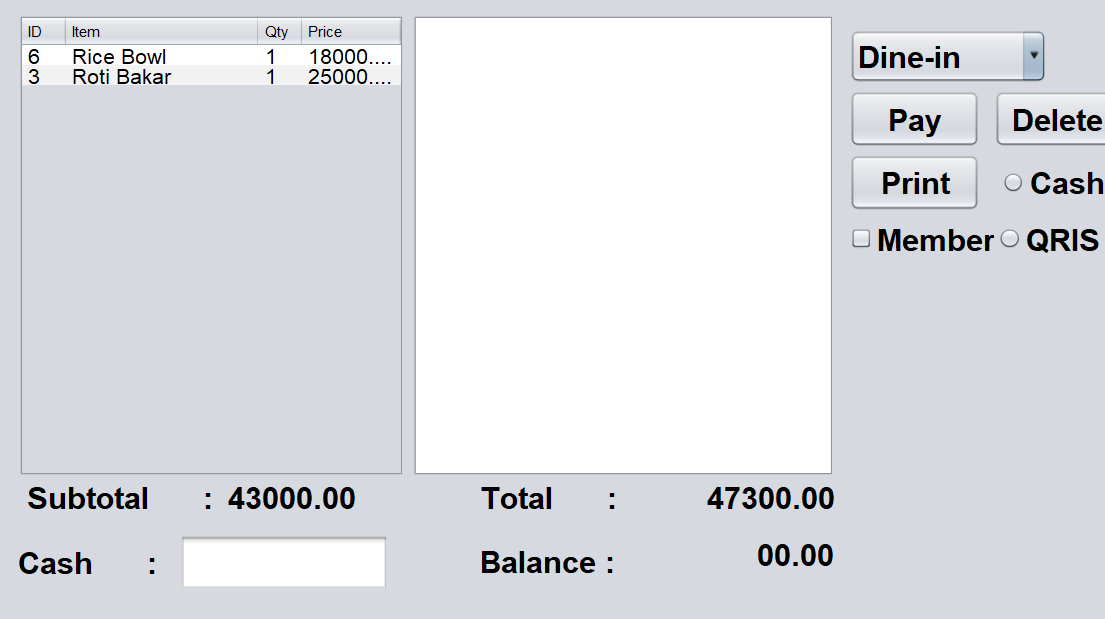 ID Item Qty Price
6 Rice Bowl 1 18000....
3 Roti Bakar 1 25000....
Dine-in
Pay Delete
Print Cash
Member QRIS
Subtotal : 43000.00 Total : 47300.00
Cash : Balance : 00.00